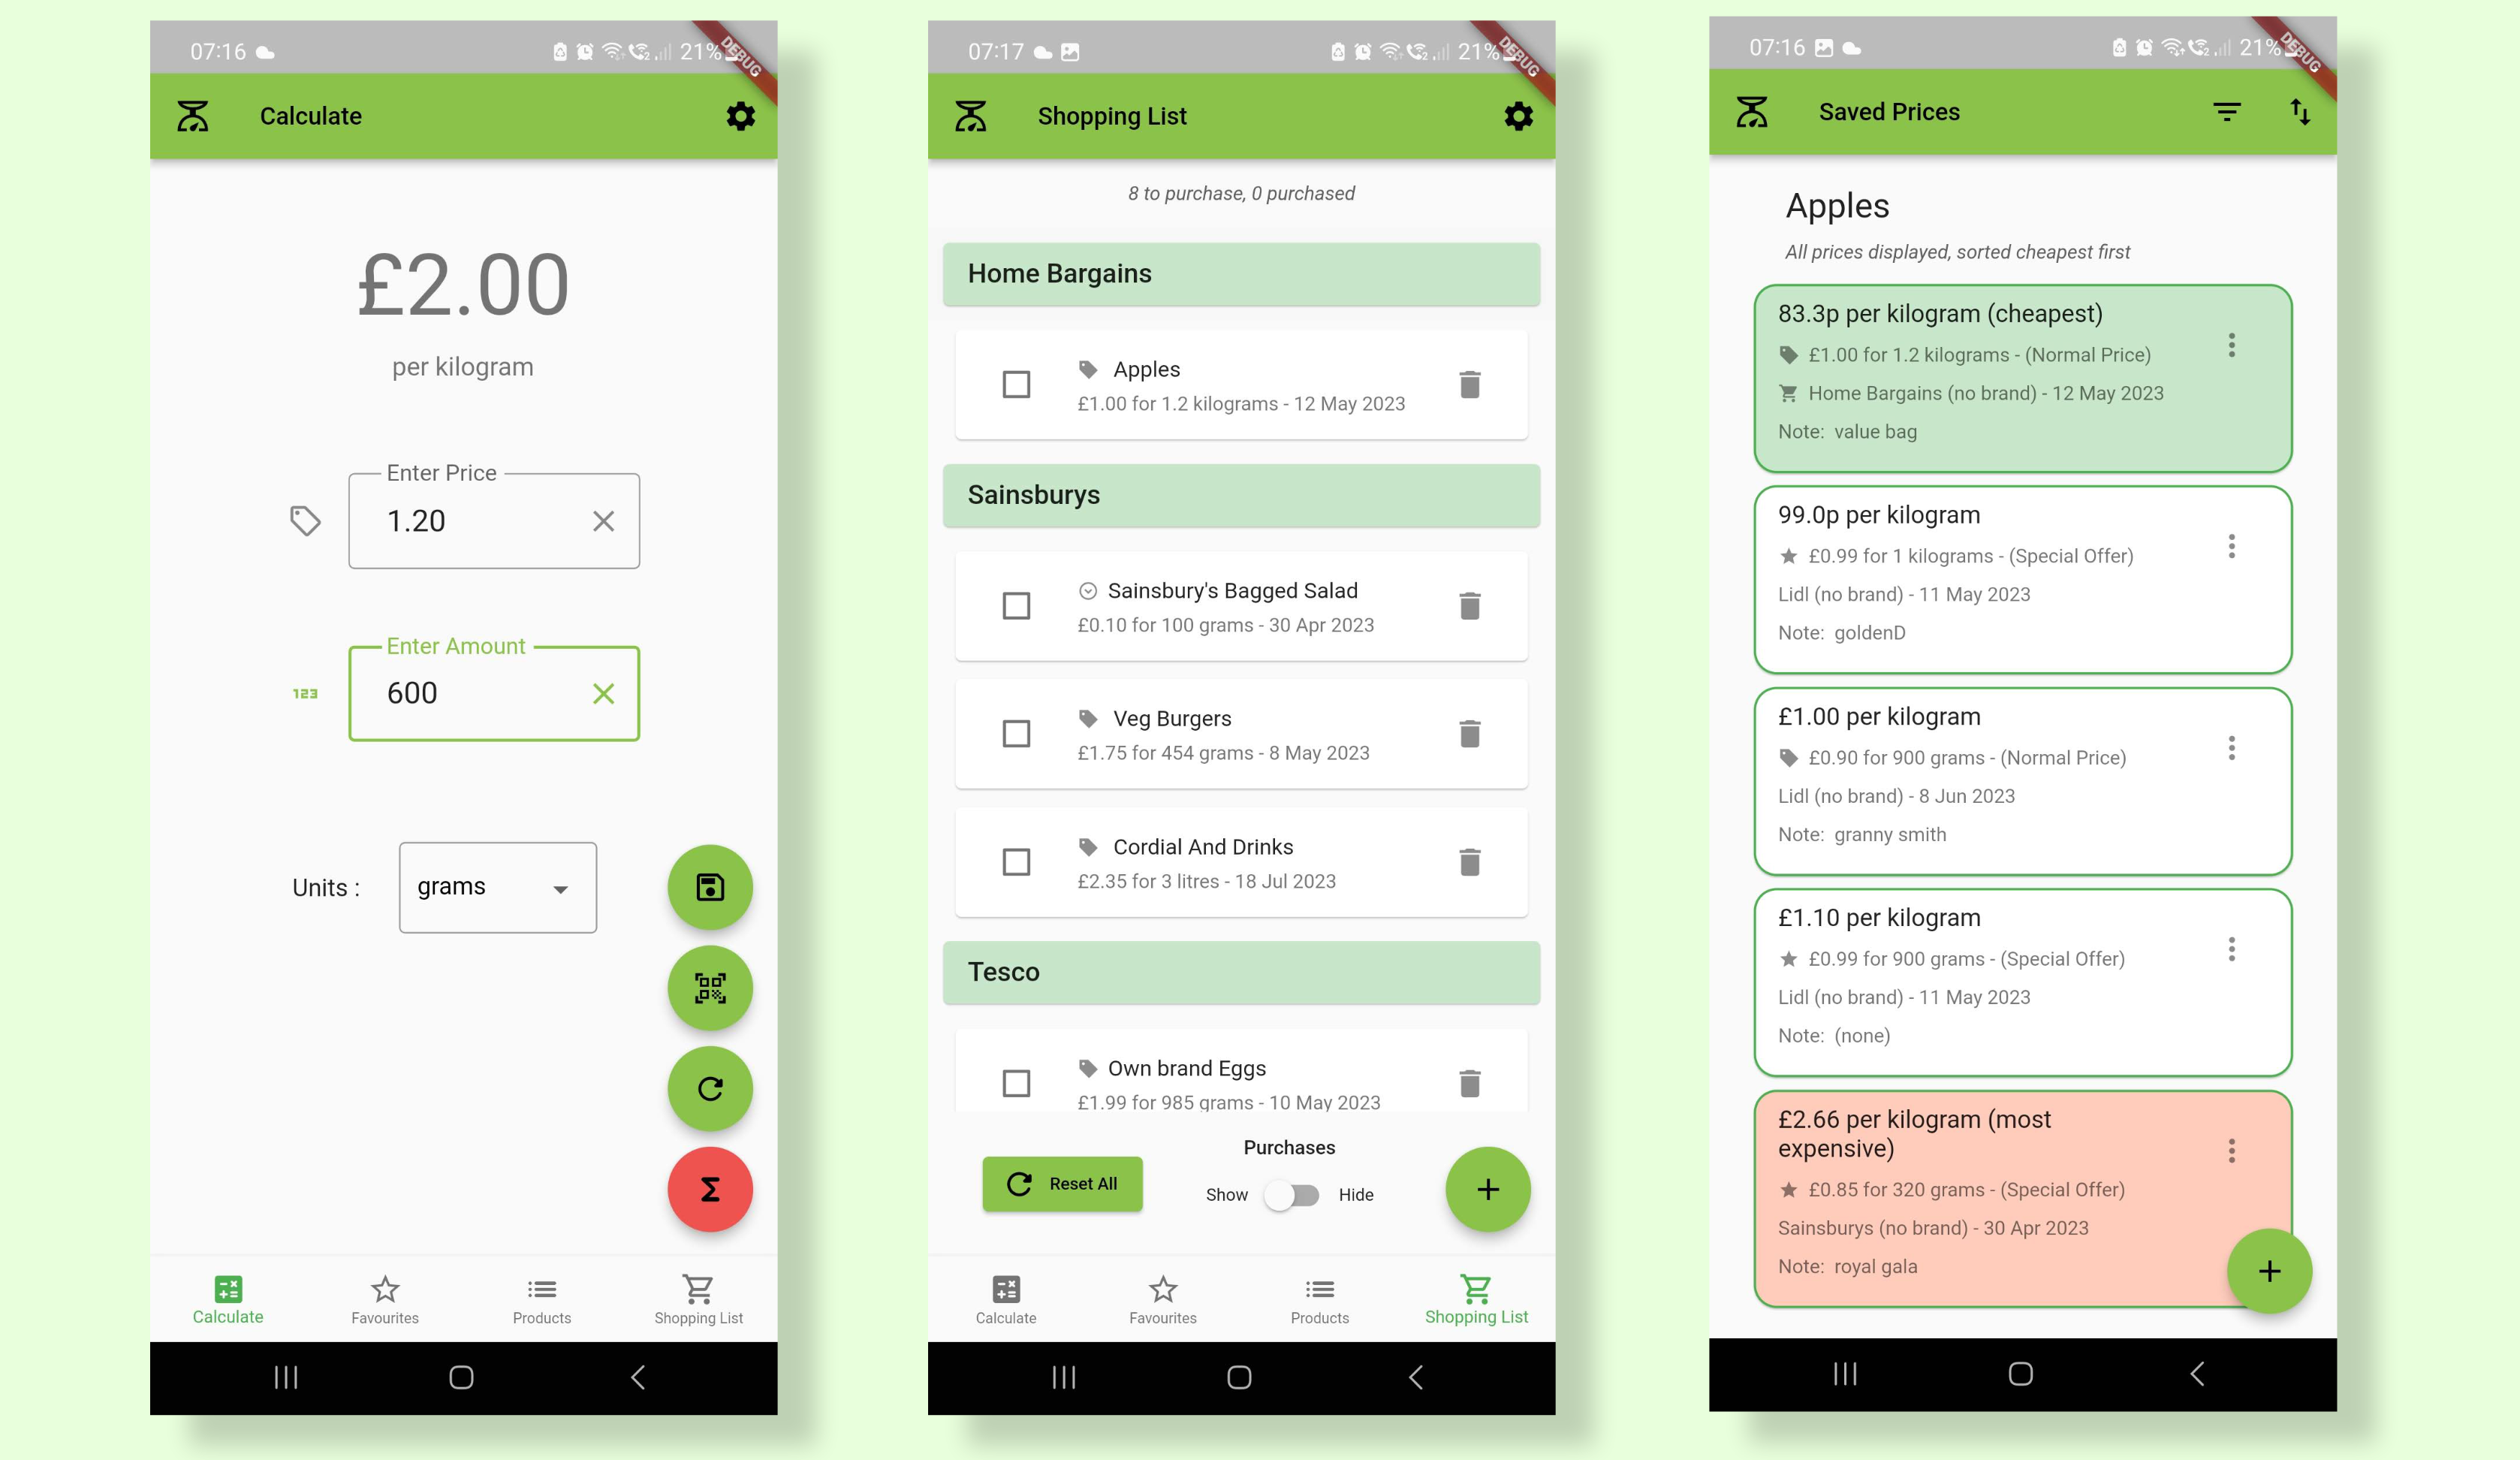 07:16
21%
DEBUG
Calculate
£2.00
per kilogram
Enter Price
1.20
Enter Amount
123
600
Units :
grams
Calculate
Favourites
Products
Shopping List
07:17
21%
DEBUG
Shopping List
8 to purchase, 0 purchased
Home Bargains
Apples
£1.00 for 1.2 kilograms - 12 May 2023
Sainsburys
Sainsbury's Bagged Salad
£0.10 for 100 grams - 30 Apr 2023
Veg Burgers
£1.75 for 454 grams - 8 May 2023
Cordial And Drinks
£2.35 for 3 litres - 18 Jul 2023
Tesco
Own brand Eggs
£1.99 for 985 grams - 10 May 2023
Purchases
Reset All
Show
Hide
Calculate
Favourites
Products
Shopping List
07:16
21%
DEBUG
Saved Prices
Apples
All prices displayed, sorted cheapest first
83.3p per kilogram (cheapest)
£1.00 for 1.2 kilograms - (Normal Price)
Home Bargains (no brand) - 12 May 2023
Note: value bag
99.0p per kilogram
£0.99 for 1 kilograms - (Special Offer)
Lidl (no brand) - 11 May 2023
Note: goldenD
£1.00 per kilogram
£0.90 for 900 grams - (Normal Price)
Lidl (no brand) - 8 Jun 2023
Note: granny smith
£1.10 per kilogram
£0.99 for 900 grams - (Special Offer)
Lidl (no brand) - 11 May 2023
Note: (none)
£2.66 per kilogram (most
expensive)
£0.85 for 320 grams - (Special Offer)
Sainsburys (no brand) - 30 Apr 2023
Note: royal gala